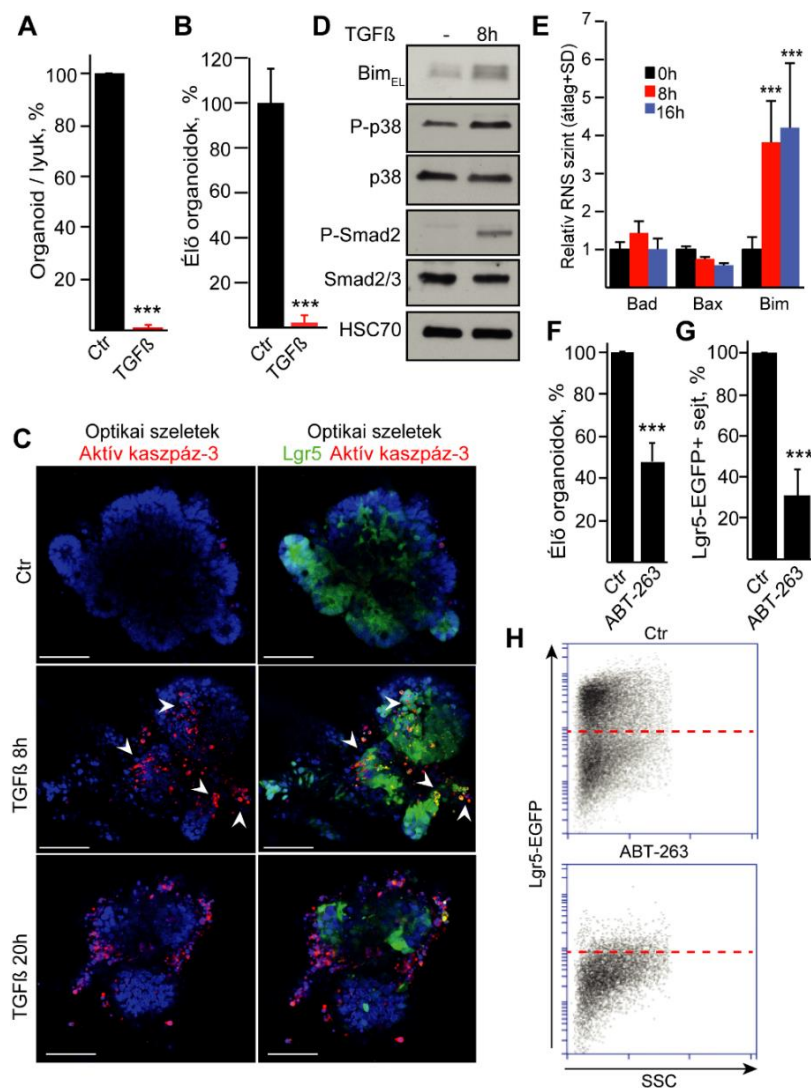 A
Organoid / lyuk, %
100
80
60
40
20
***
Ctr
TGFß
B
Élő organoidok, %
120
100
80
60
40
20
***
Ctr
TGFß
D
TGFß - 8h
BimEL
P-p38
p38
P-Smad2
Smad2/3
HSC70
E
Relatív RNS szint (átlag+SD)
7
6
5
4
3
2
1
0h
8h
16h
*** ***
Bad Bax Bim
C
Optikai szeletek
Aktív kaszpáz-3
Optikai szeletek
Lgr5 Aktív kaszpáz-3
Ctr
TGFß 8h
TGFß 20h
F
Élő organoidok, %
100
80
60
40
20
***
Ctr
ABT-263
G
Lgr5-EGFP+ sejt, %
100
80
60
40
20
***
Ctr
ABT-263
H
Ctr
ABT-263
Lgr5-EGFP
SSC